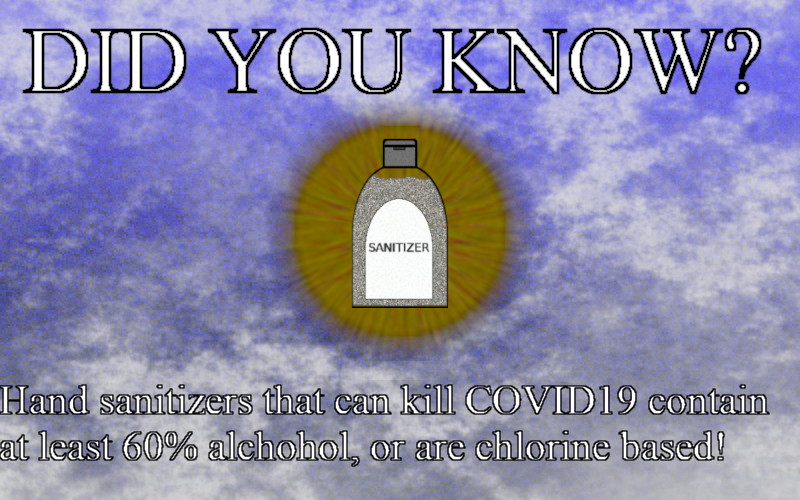 DID YOU KNOW?
SANITIZER
Hand sanitizers that can kill COVID19 contain
at least 60% alchohol, or are chlorine based!